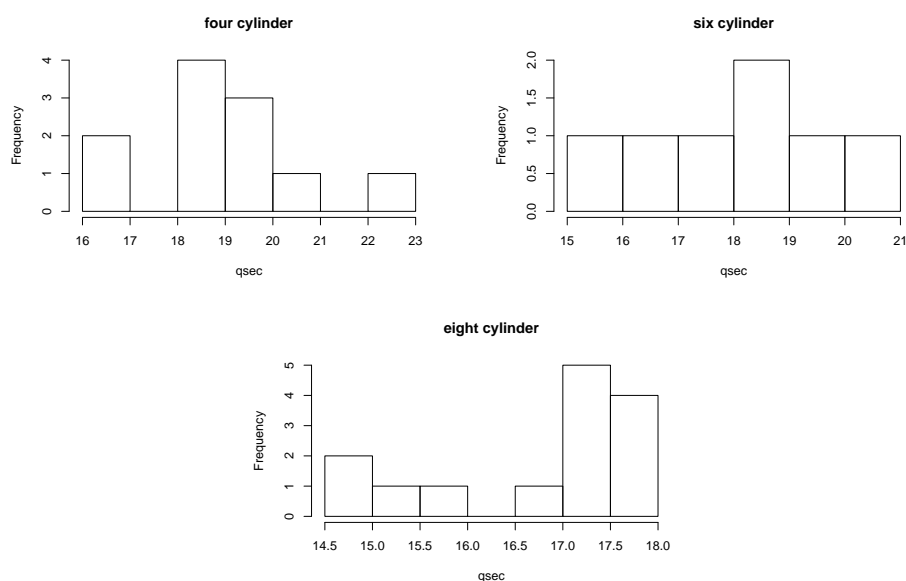 four cylinder
Frequency
0 1 2 3 4
16 17 18 19 20 21 22 23
qsec
six cylinder
Frequency
0.0 0.5 1.0 1.5 2.0
15 16 17 18 19 20 21
qsec
eight cylinder
Frequency
0 1 2 3 4 5
14.5 15.0 15.5 16.0 16.5 17.0 17.5 18.0
qsec